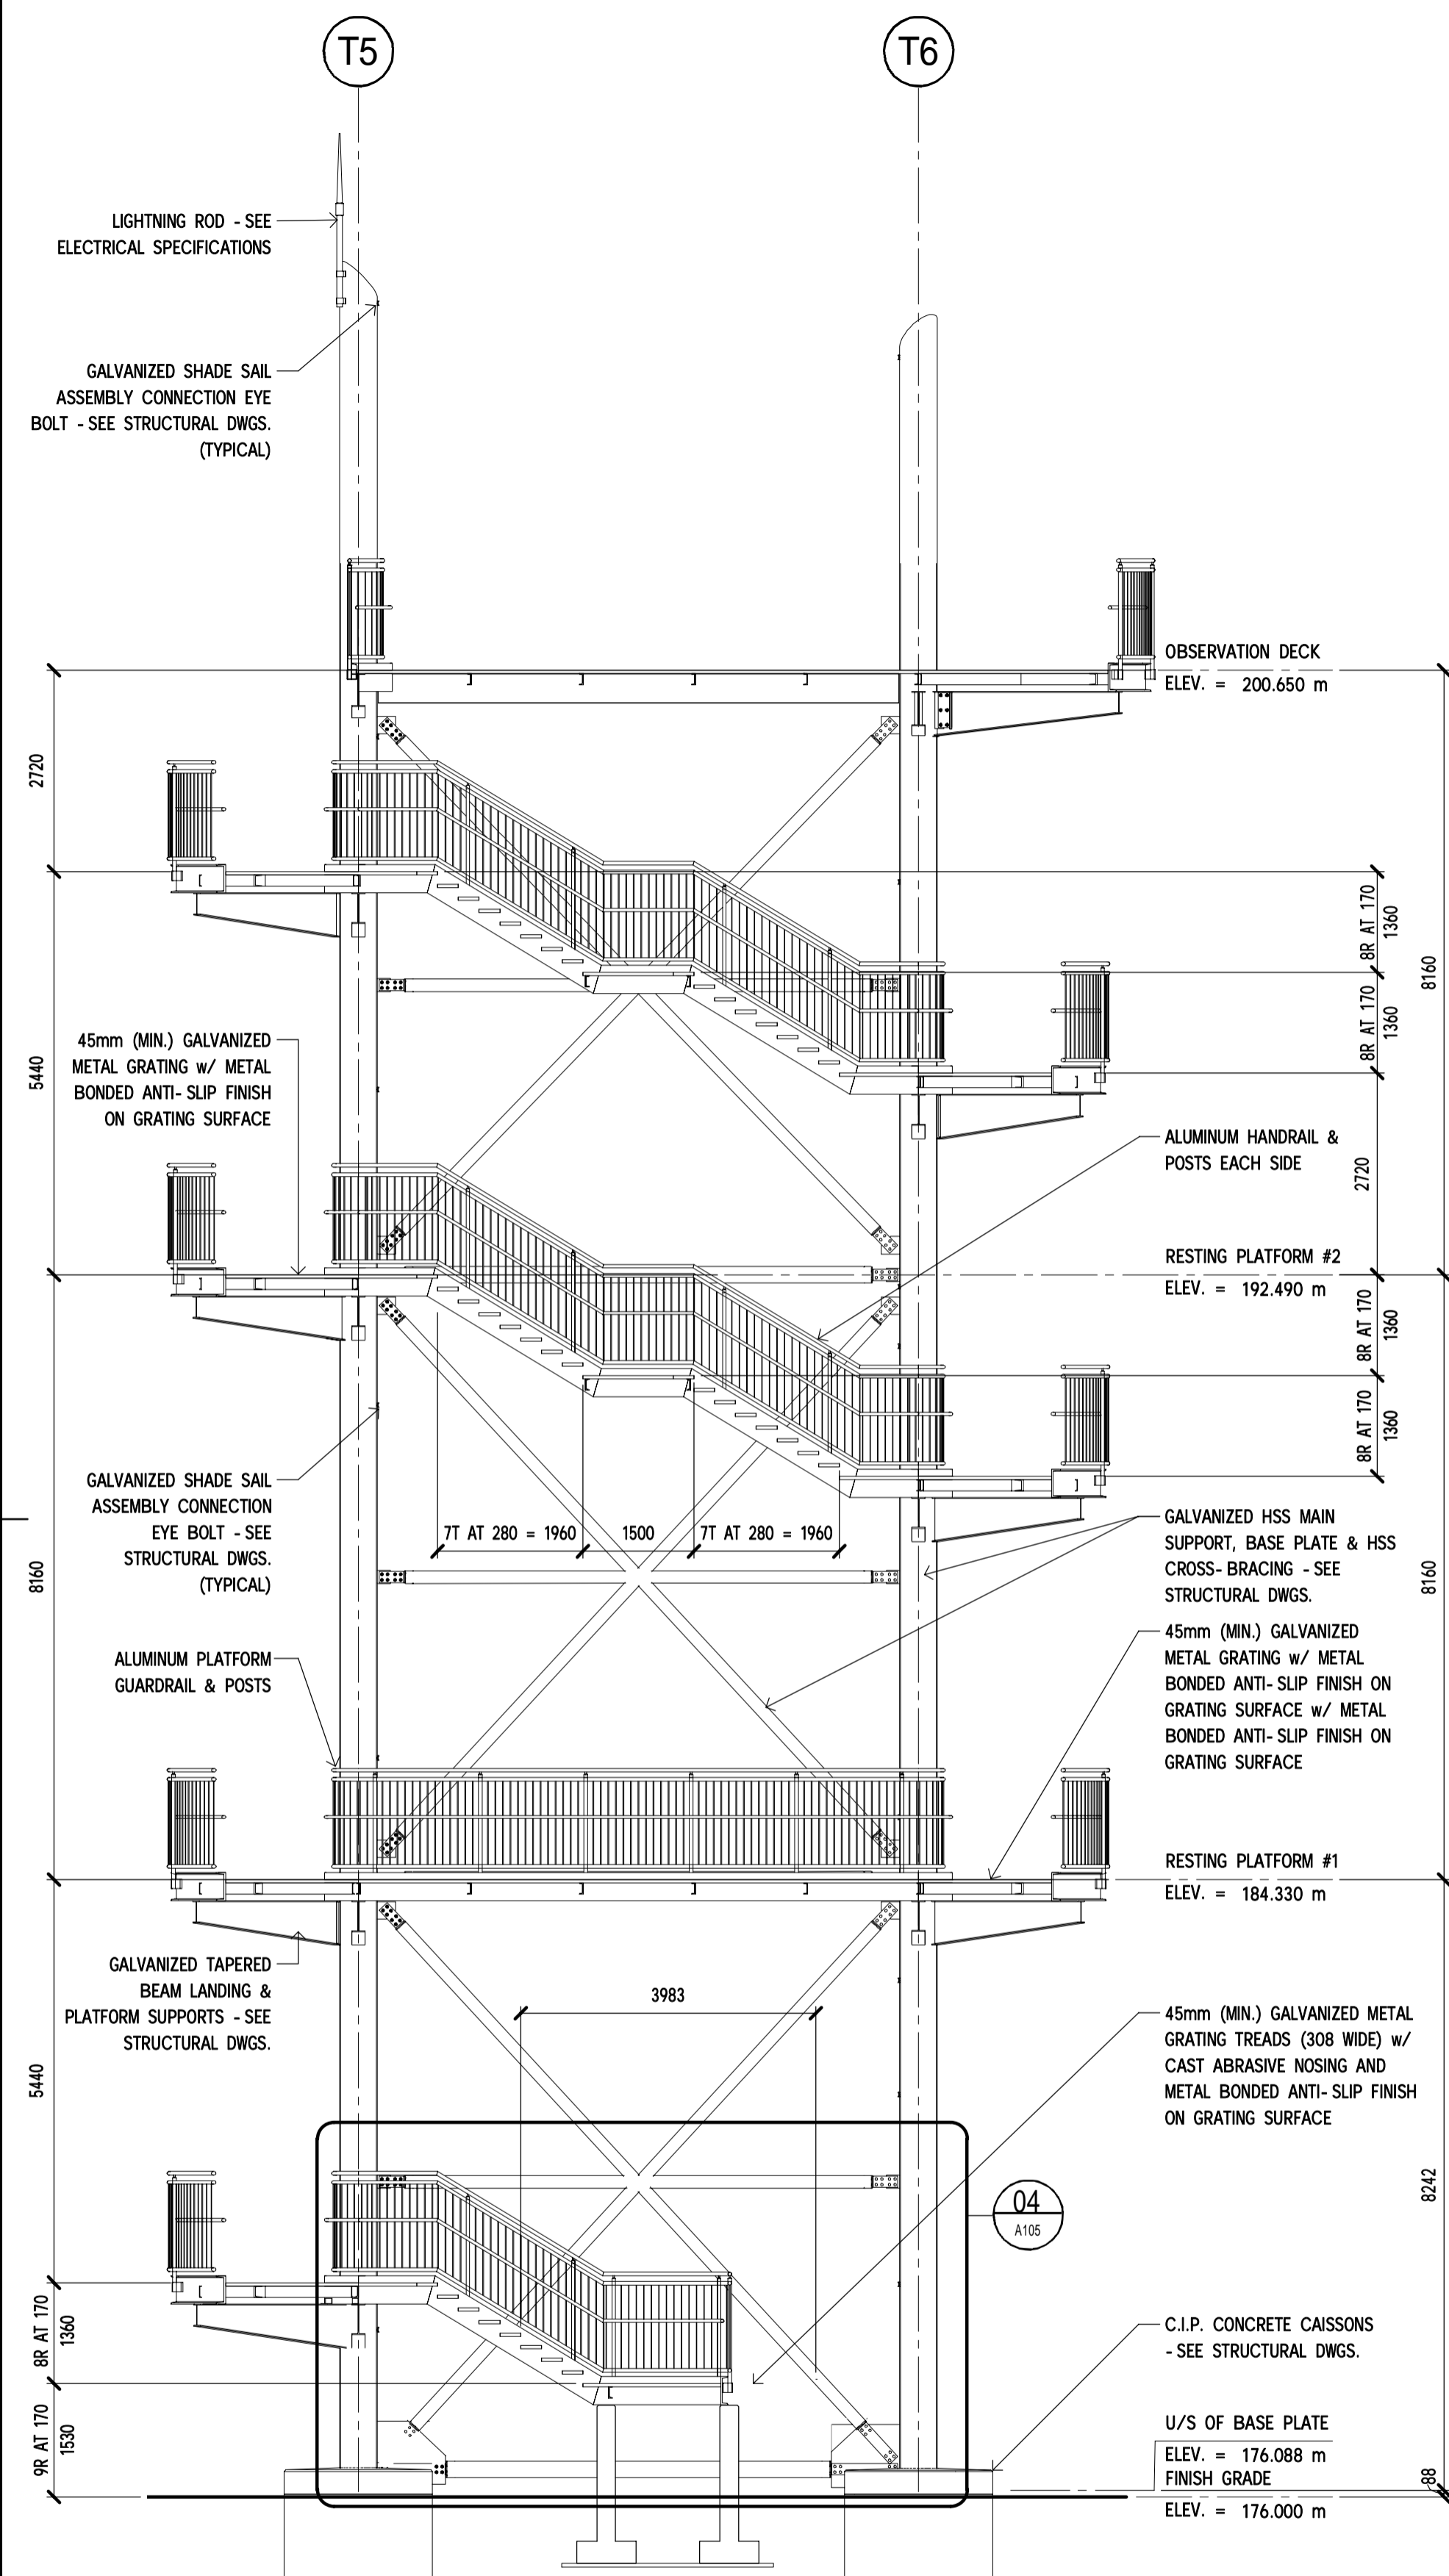 T5
T6
LIGHTNING ROD - SEE
ELECTRICAL SPECIFICATIONS
GALVANIZED SHADE SAIL
ASSEMBLY CONNECTION EYE
BOLT - SEE STRUCTURAL DWGS.
(TYPICAL)
OBSERVATION DECK
ELEV. = 200.650 m
2720
8R AT 170
1360
8160
5440
8R AT 170
1360
45mm (MIN.) GALVANIZED
METAL GRATING w/ METAL
BONDED ANTI-SLIP FINISH
ON GRATING SURFACE
ALUMINUM HANDRAIL &
POSTS EACH SIDE
2720
RESTING PLATFORM #2
ELEV. = 192.490 m
8R AT 170
1360
8R AT 170
1360
GALVANIZED SHADE SAIL
ASSEMBLY CONNECTION
EYE BOLT - SEE
STRUCTURAL DWGS.
(TYPICAL)
7T AT 280 = 1960
1500
7T AT 280 = 1960
GALVANIZED HSS MAIN
SUPPORT, BASE PLATE & HSS
CROSS-BRACING - SEE
STRUCTURAL DWGS.
8160
8160
45mm (MIN.) GALVANIZED
METAL GRATING w/ METAL
BONDED ANTI-SLIP FINISH ON
GRATING SURFACE w/ METAL
BONDED ANTI-SLIP FINISH ON
GRATING SURFACE
ALUMINUM PLATFORM
GUARDRAIL & POSTS
RESTING PLATFORM #1
ELEV. = 184.330 m
GALVANIZED TAPERED
BEAM LANDING &
PLATFORM SUPPORTS - SEE
STRUCTURAL DWGS.
3983
45mm (MIN.) GALVANIZED METAL
GRATING TREADS (308 WIDE) w/
CAST ABRASIVE NOSING AND
METAL BONDED ANTI-SLIP FINISH
ON GRATING SURFACE
5440
8242
04
A105
8R AT 170
1360
C.I.P. CONCRETE CAISSONS
- SEE STRUCTURAL DWGS.
9R AT 170
1530
U/S OF BASE PLATE
ELEV. = 176.088 m
FINISH GRADE
ELEV. = 176.000 m
88